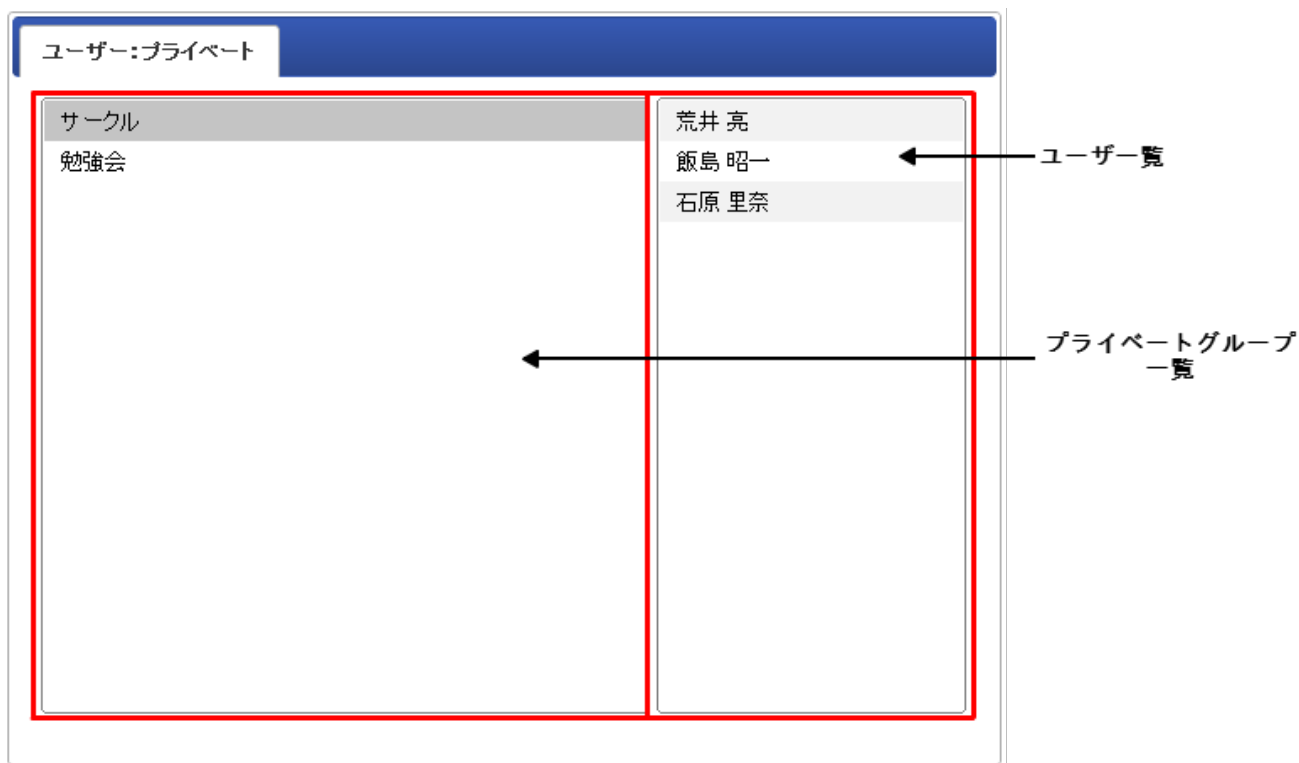 ユーザー:プライベート
サークル
勉強会
荒井 亮
飯島 昭一
石原 里奈
ユーザ一覧
プライベートグループ
一覧